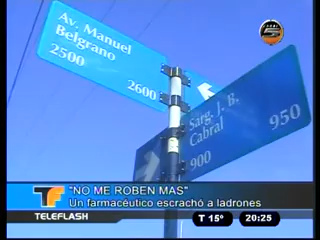 Av. Manuel
Belgrano
2500
2600
Sarg. J. B.
Cabral
950
900
"NO ME ROBEN MAS"
Un farmacéutico escrachó a ladrones
TELEFLASH
T 15°
20:25